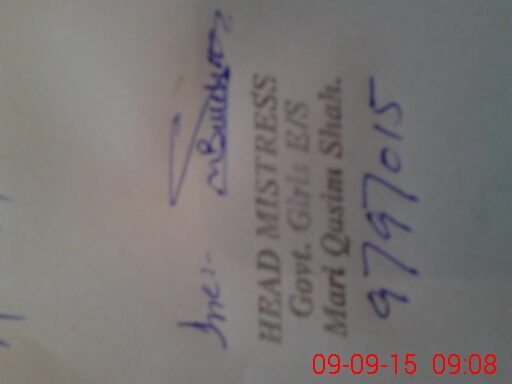 HEAD MISTRESS
Govt. Girls E/S
Mari Qasim Shah.
9797015
09-09-15 09:08